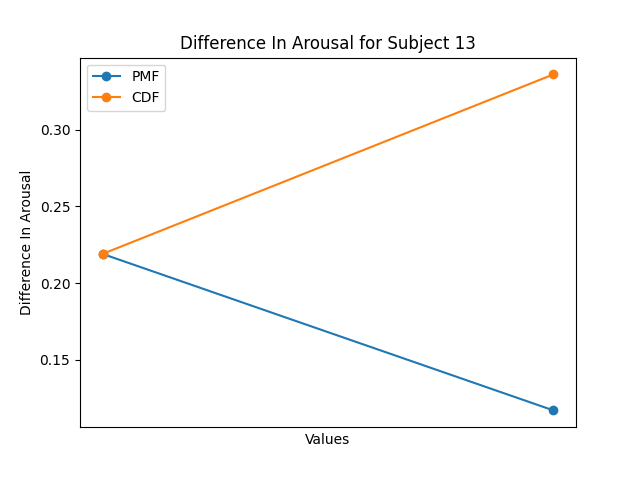 Difference In Arousal for Subject 13
PMF
CDF
0.30
0.25
0.20
0.15
Difference In Arousal
Values